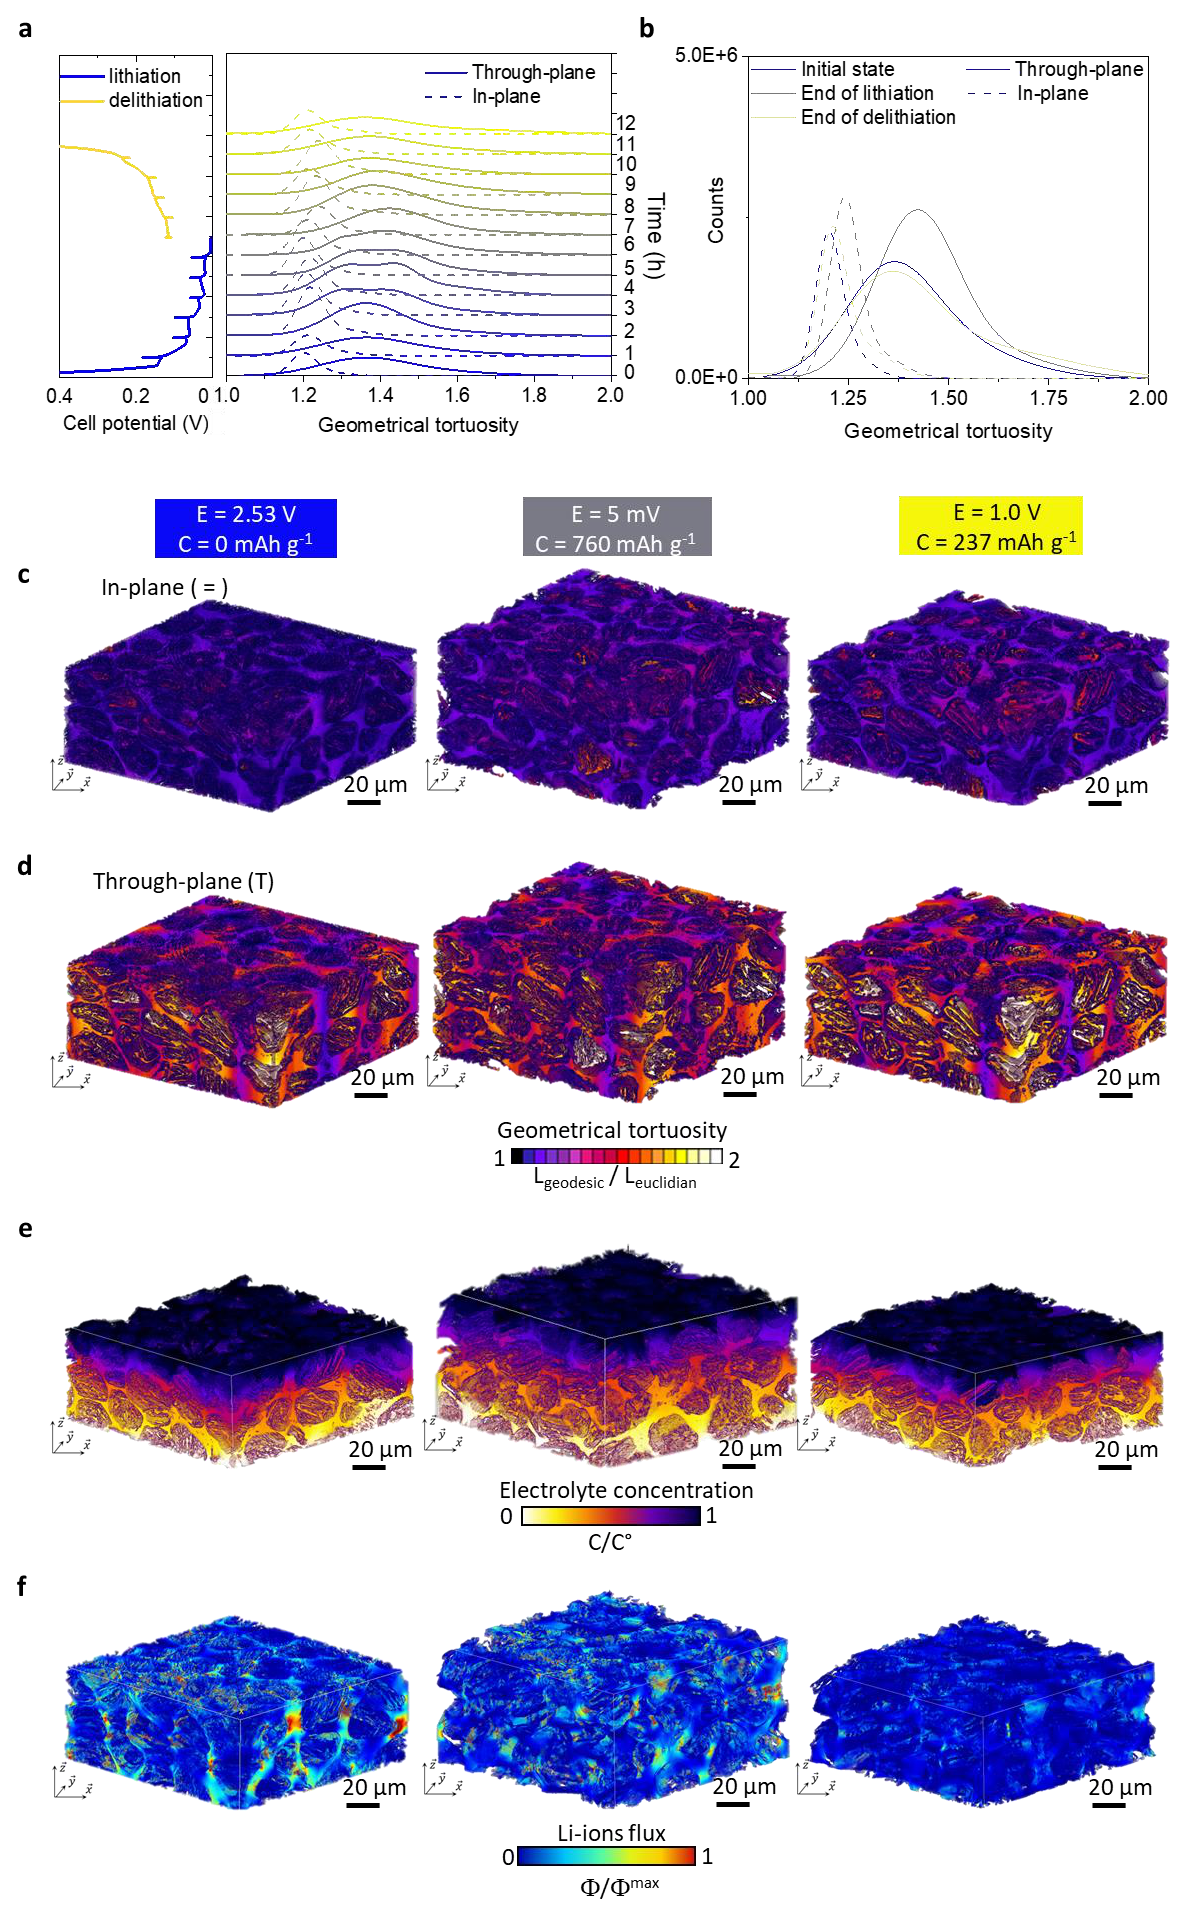 a
lithiation
delithiation
0.4
0.2
0
Cell potential (V)
Through-plane
In-plane
12
11
10
9
8
7
6
5
4
3
2
1
0
Time (h)
1.0
1.2
1.4
1.6
1.8
2.0
Geometrical tortuosity
b
5.0E+6
0.0E+0
Counts
Initial state
End of lithiation
End of delithiation
Through-plane
In-plane
1.00
1.25
1.50
1.75
2.00
Geometrical tortuosity
E = 2.53 V
C = 0 mAh g-1
E = 5 mV
C = 760 mAh g-1
E = 1.0 V
C = 237 mAh g-1
c
In-plane ( = )
z y x
20 µm
z y x
20 µm
z y x
20 µm
d
Through-plane (T)
z y x
20 µm
z y x
20 µm
z y x
20 µm
Geometrical tortuosity
1 2
Lgeodesic / Leuclidian
e
z y x
20 µm
z y x
20 µm
z y x
20 µm
Electrolyte concentration
0 1
C/C°
f
z y x
20 µm
z y x
20 µm
z y x
20 µm
Li-ions flux
0 1
Φ/Φmax